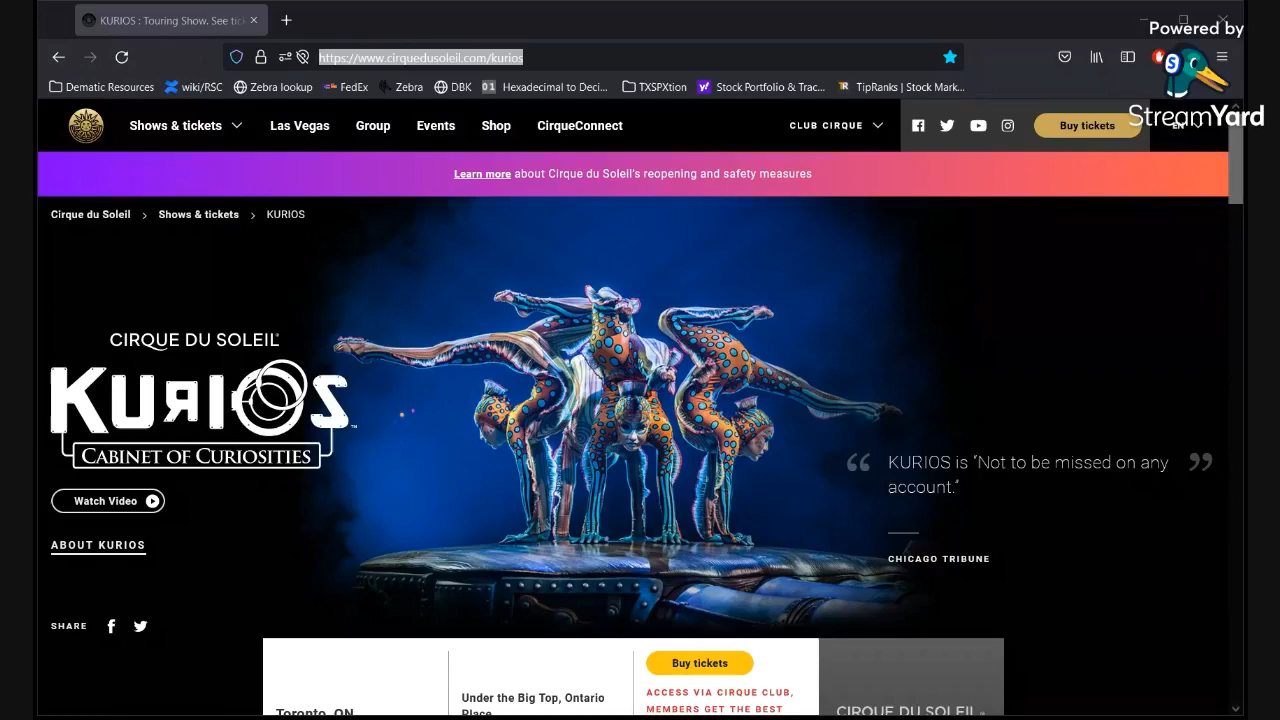 KURIOS : Touring Show. See tick
Powered by
StreamYard
https://www.cirquedusoleil.com/kurios
Dematic Resources
wiki/RSC
Zebra lookup
FedEx
Zebra
DBK
01 Hexadecimal to Deci...
TXSPXtion
Stock Portfolio & Trac...
TipRanks | Stock Mark...
Shows & tickets
Las Vegas
Group
Events
Shop
CirqueConnect
CLUB CIRQUE
Buy tickets
EN
Learn more about Cirque du Soleil's reopening and safety measures
Cirque du Soleil > Shows & tickets > KURIOS
CIRQUE DU SOLEIL
KURIOS™
CABINET OF CURIOSITIES
Watch Video
ABOUT KURIOS
“ KURIOS is “Not to be missed on any ”
account.”
CHICAGO TRIBUNE
SHARE
Toronto, ON
Under the Big Top, Ontario
Place
Buy tickets
ACCESS VIA CIRQUE CLUB,
MEMBERS GET THE BEST
CIRQUE DU SOLEIL